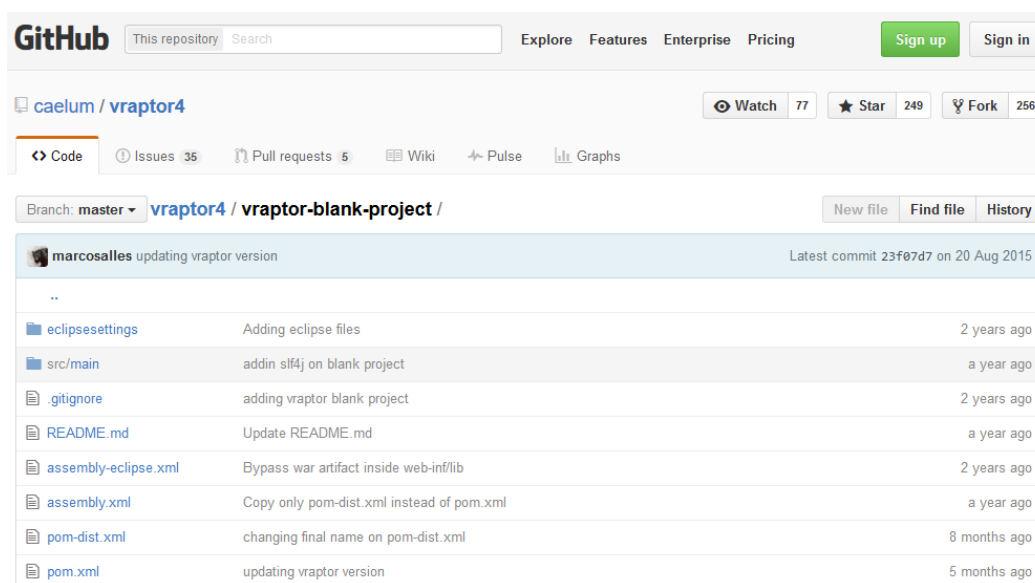 GitHub This repository Search Explore Features Enterprise Pricing Sign up Sign in
caelum / vraptor4 Watch 77 Star 249 Fork 256
<> Code Issues 35 Pull requests 5 Wiki Pulse Graphs
Branch: master vraptor4 / vraptor-blank-project / New file Find file History
marcosalles updating vraptor version Latest commit 23f07d7 on 20 Aug 2015
..
eclipsesettings Adding eclipse files 2 years ago
src/main addin slf4j on blank project a year ago
.gitignore adding vraptor blank project 2 years ago
README.md Update README.md a year ago
assembly-eclipse.xml Bypass war artifact inside web-inf/lib 2 years ago
assembly.xml Copy only pom-dist.xml instead of pom.xml a year ago
pom-dist.xml changing final name on pom-dist.xml 8 months ago
pom.xml updating vraptor version 5 months ago